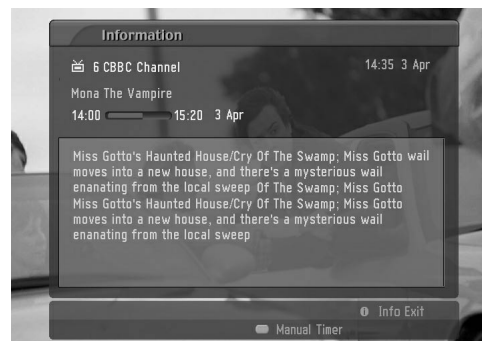 Information
6 CBBC Channel 14:35 3 Apr
Mona The Vampire
14:00 15:20 3 Apr
Miss Gotto's Haunted House/Cry Of The Swamp; Miss Gotto wail
moves into a new house, and there's a mysterious wail
enanating from the local sweep Of The Swamp; Miss Gotto
Miss Gotto's Haunted House/Cry Of The Swamp; Miss Gotto
moves into a new house, and there's a mysterious wail
enanating from the local sweep
Info Exit
Manual Timer